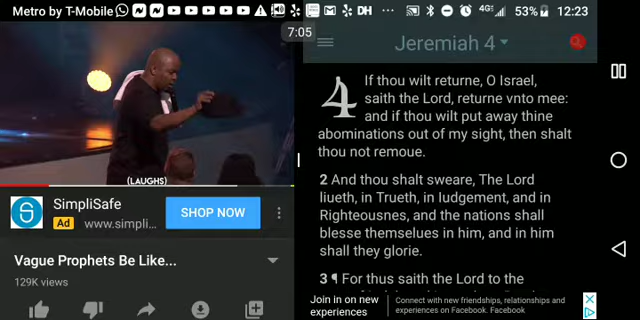 Metro by T-Mobile
DH ... 4G 53% 12:23
7:05
(LAUGHS)
SimpliSafe
Ad www.simpli...
SHOP NOW
Vague Prophets Be Like...
129K views
Jeremiah 4
4 If thou wilt returne, O Israel,
saith the Lord, returne vnto mee:
and if thou wilt put away thine
abominations out of my sight, then shalt
thou not remoue.
2 And thou shalt sweare, The Lord
liueth, in Trueth, in Iudgement, and in
Righteousnes, and the nations shall
blesse themselues in him, and in him
shall they glorie.
3 ¶ For thus saith the Lord to the
Join in on new
experiences
Connect with new friendships, relationships and
experiences on Facebook. Facebook